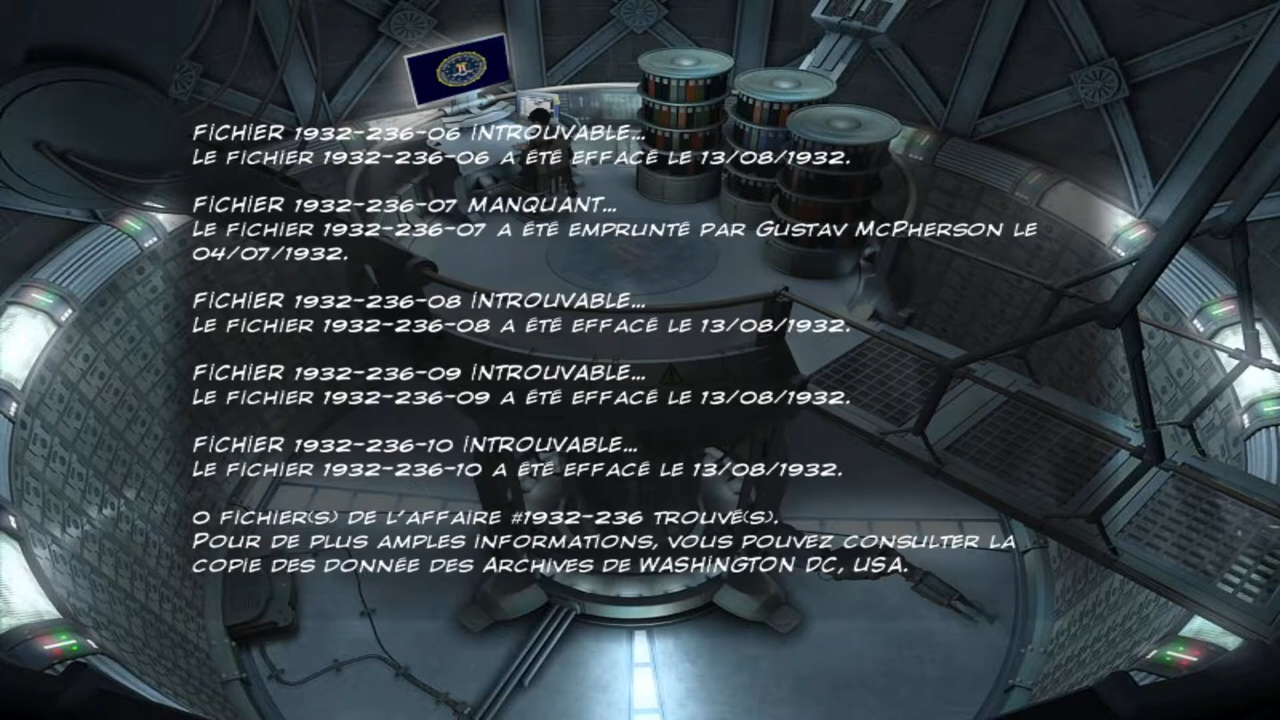 Fichier 1932-236-06 introuvable...
Le fichier 1932-236-06 a été effacé le 13/08/1932.
Fichier 1932-236-07 manquant...
Le fichier 1932-236-07 a été emprunté par Gustav McPherson le
04/07/1932.
Fichier 1932-236-08 introuvable...
Le fichier 1932-236-08 a été effacé le 13/08/1932.
Fichier 1932-236-09 introuvable...
Le fichier 1932-236-09 a été effacé le 13/08/1932.
Fichier 1932-236-10 introuvable...
Le fichier 1932-236-10 a été effacé le 13/08/1932.
0 fichier(s) de l'affaire #1932-236 trouvé(s).
Pour de plus amples informations, vous pouvez consulter la
copie des donnée des Archives de WASHINGTON DC, USA.